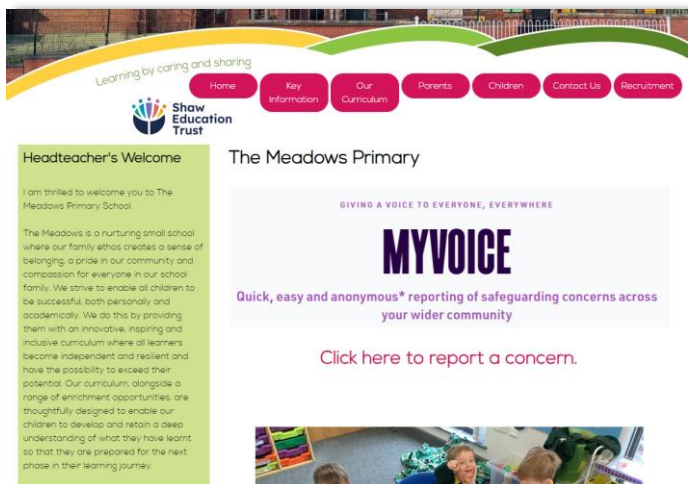 Learning by caring and sharing
Home
Key
Information
Our
Curriculum
Parents
Children
Contact Us
Recruitment
Shaw
Education
Trust
Headteacher's Welcome
I am thrilled to welcome you to The
Meadows Primary School.
The Meadows is a nurturing small school
where our family ethos creates a sense of
belonging, a pride in our community and
compassion for everyone in our school
family. We strive to enable all children to
be successful, both personally and
academically. We do this by providing
them with an innovative, inspiring and
inclusive curriculum where all learners
become independent and resilient and
have the possibility to exceed their
potential. Our curriculum, alongside a
range of enrichment opportunities, are
thoughtfully designed to enable our
children to develop and retain a deep
understanding of what they have learnt
so that they are prepared for the next
phase in their learning journey.
The Meadows Primary
GIVING A VOICE TO EVERYONE, EVERYWHERE
MYVOICE
Quick, easy and anonymous* reporting of safeguarding concerns across
your wider community
Click here to report a concern.